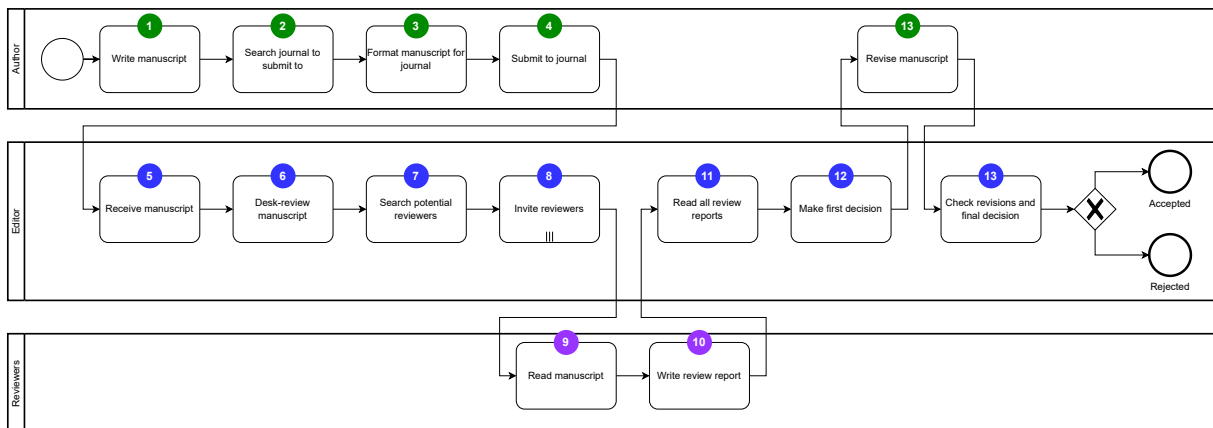 Author
1
Write manuscript
2
Search journal to
submit to
3
Format manuscript for
journal
4
Submit to journal
13
Revise manuscript
Editor
5
Receive manuscript
6
Desk-review
manuscript
7
Search potential
reviewers
8
Invite reviewers
11
Read all review
reports
12
Make first decision
13
Check revisions and
final decision
Accepted
Rejected
Reviewers
9
Read manuscript
10
Write review report